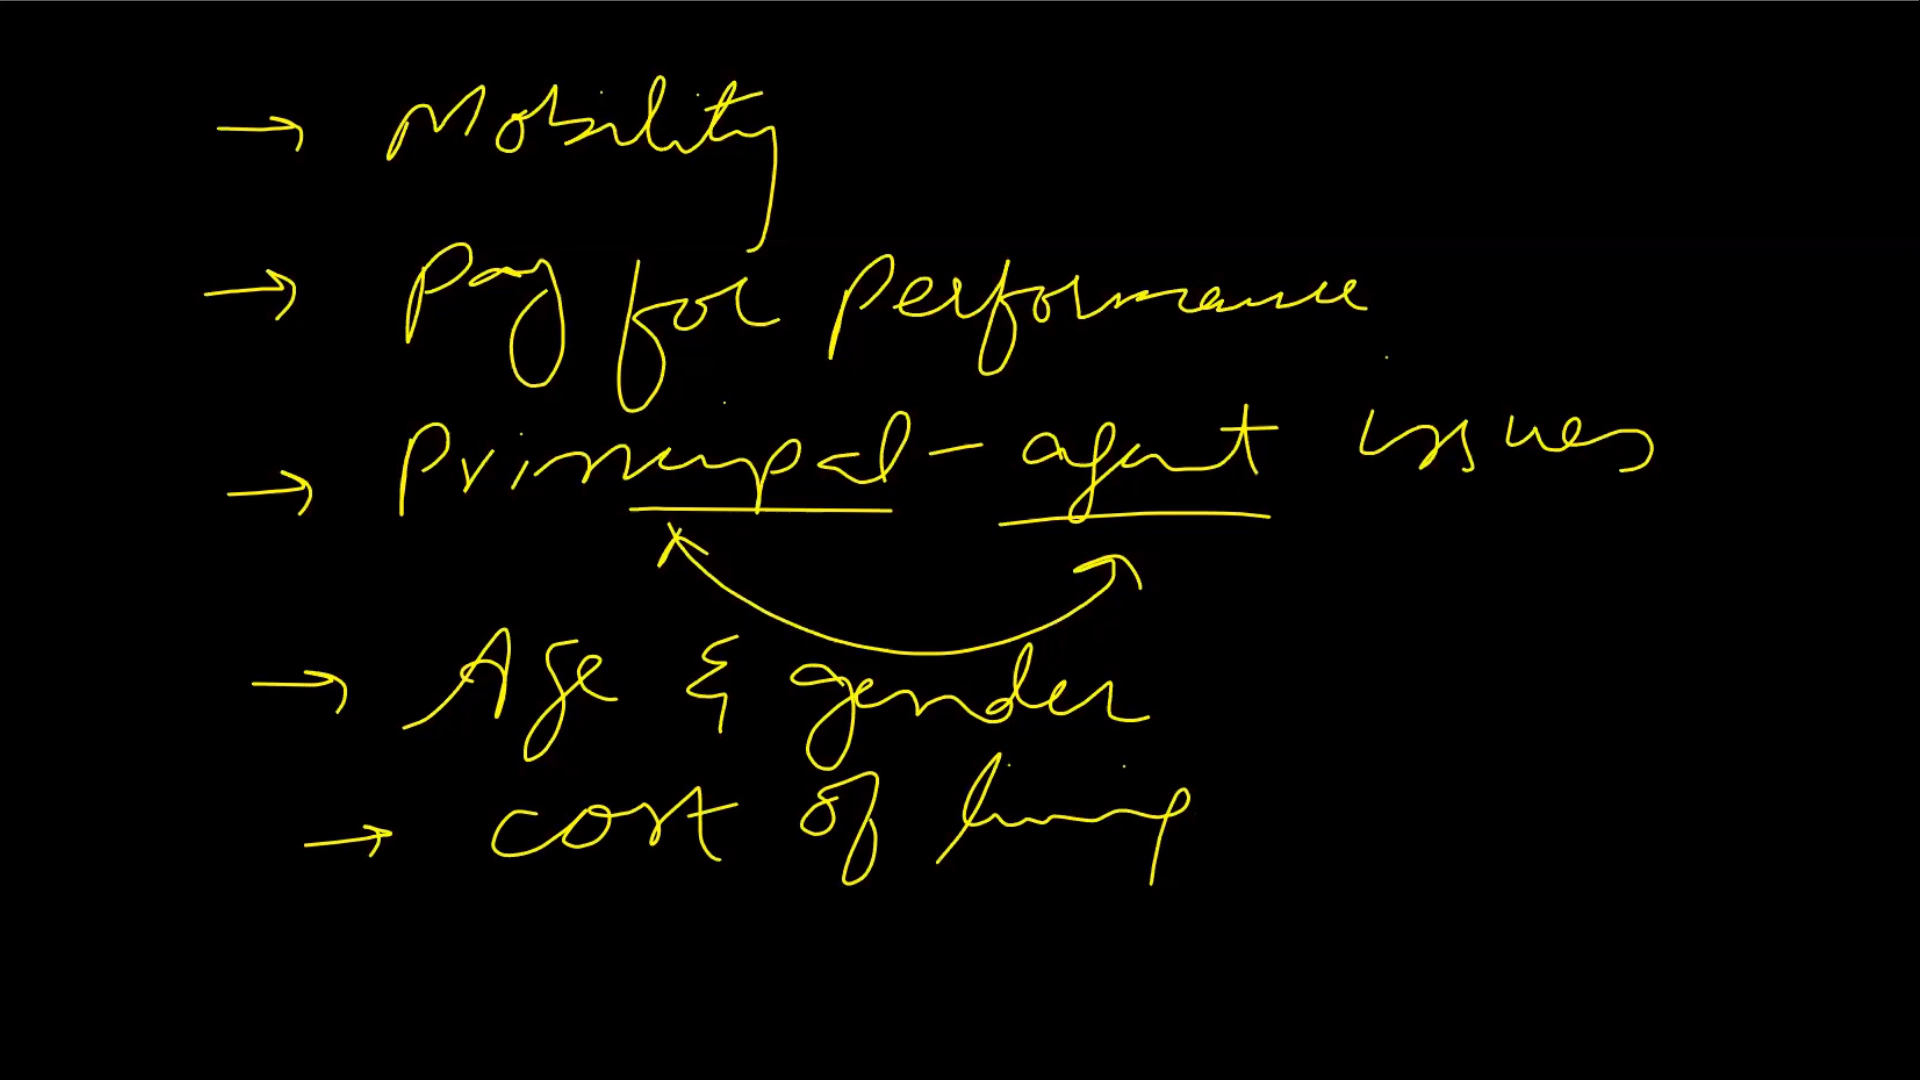 → Mobility
→ Pay for Performance
→ Principal - agent issues
→ Age & gender
→ cost of living